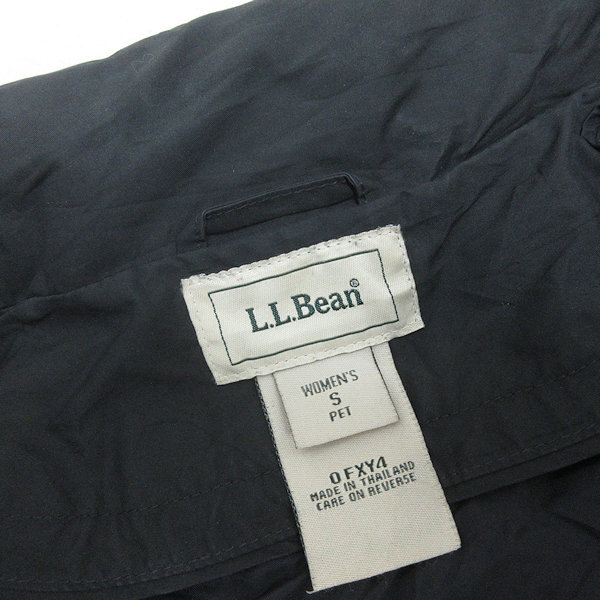 L.L.Bean®
WOMEN'S
S
PET
0FXY4
MADE IN THAILAND
CARE ON REVERSE